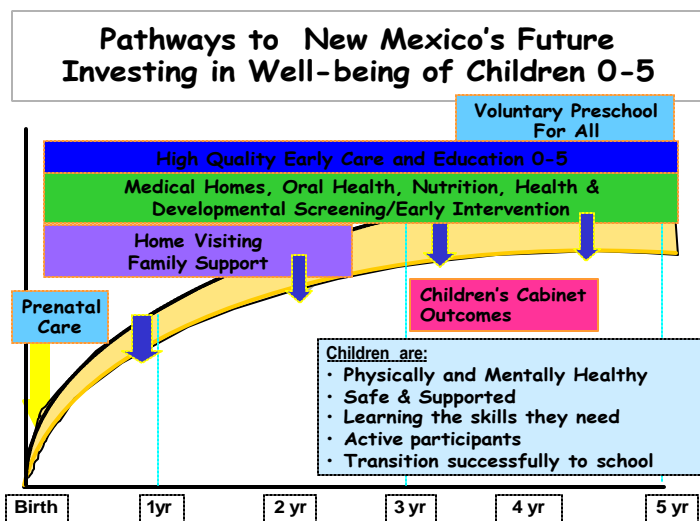 Pathways to New Mexico's Future
Investing in Well-being of Children 0-5
Voluntary Preschool
For All
High Quality Early Care and Education 0-5
Medical Homes, Oral Health, Nutrition, Health &
Developmental Screening/Early Intervention
Home Visiting
Family Support
Prenatal
Care
Children's Cabinet
Outcomes
Children are:
· Physically and Mentally Healthy
· Safe & Supported
· Learning the skills they need
· Active participants
· Transition successfully to school
Birth 1yr 2 yr 3 yr 4 yr 5 yr